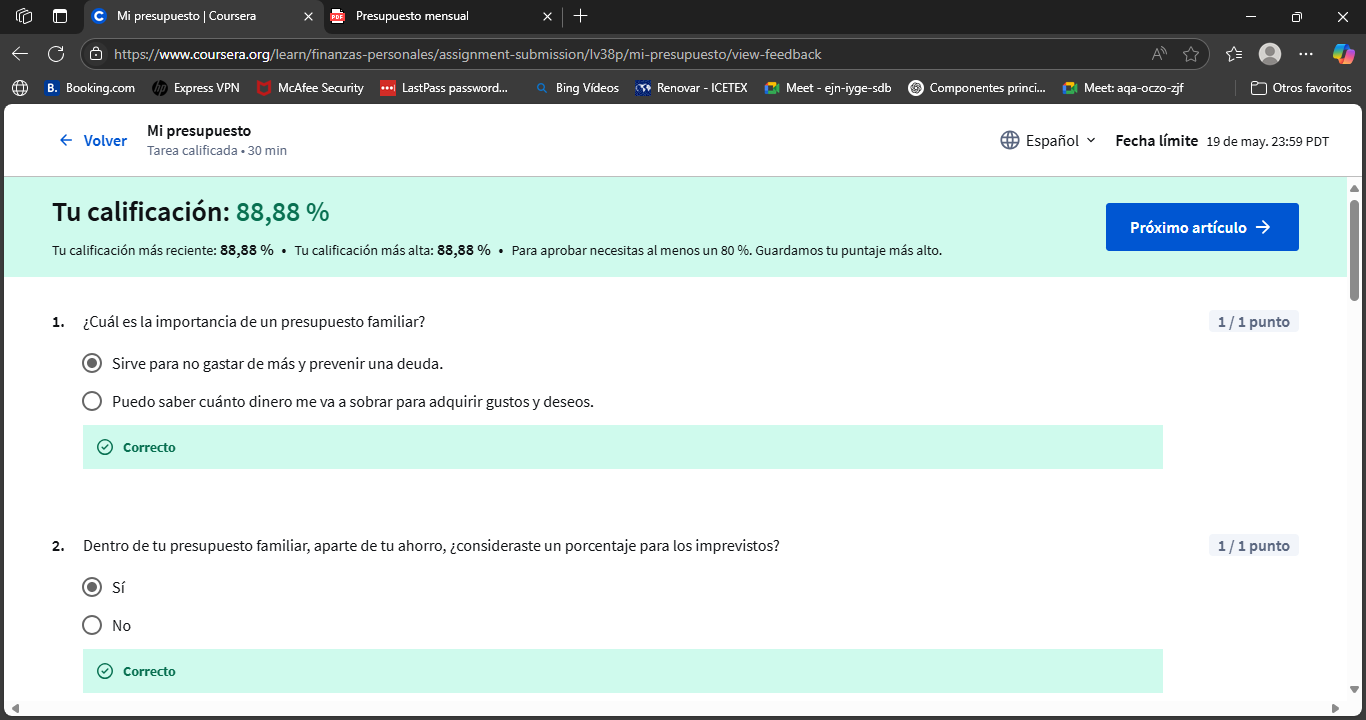 Mi presupuesto | Coursera
PDF
Presupuesto mensual
https://www.coursera.org/learn/finanzas-personales/assignment-submission/lv38p/mi-presupuesto/view-feedback
B. Booking.com
Express VPN
McAfee Security
LastPass password...
Bing Vídeos
Renovar - ICETEX
Meet - ejn-iyge-sdb
Componentes princi...
Meet: aqa-oczo-zjf
Otros favoritos
Volver
Mi presupuesto
Tarea calificada • 30 min
Español
Fecha límite 19 de may. 23:59 PDT
Tu calificación: 88,88 %
Tu calificación más reciente: 88,88 % • Tu calificación más alta: 88,88 % • Para aprobar necesitas al menos un 80 %. Guardamos tu puntaje más alto.
Próximo artículo
1. ¿Cuál es la importancia de un presupuesto familiar?
1 / 1 punto
Sirve para no gastar de más y prevenir una deuda.
Puedo saber cuánto dinero me va a sobrar para adquirir gustos y deseos.
Correcto
2. Dentro de tu presupuesto familiar, aparte de tu ahorro, ¿consideraste un porcentaje para los imprevistos?
1 / 1 punto
Sí
No
Correcto